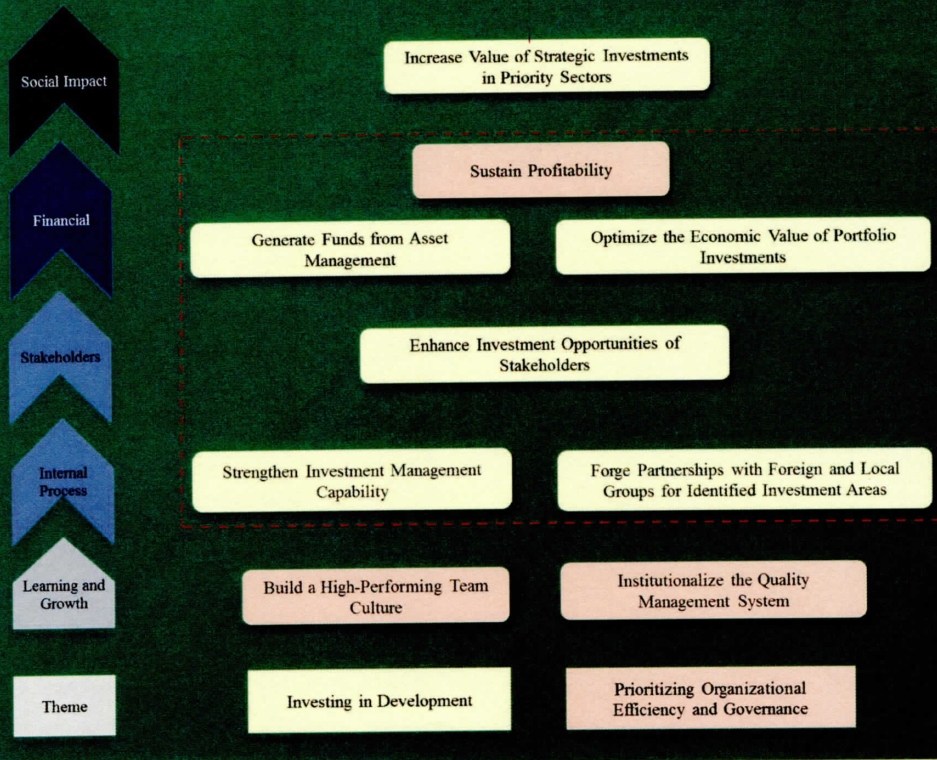 Social Impact
Increase Value of Strategic Investments
in Priority Sectors
Sustain Profitability
Financial
Generate Funds from Asset
Management
Optimize the Economic Value of Portfolio
Investments
Stakeholders
Enhance Investment Opportunities of
Stakeholders
Internal
Process
Strengthen Investment Management
Capability
Forge Partnerships with Foreign and Local
Groups for Identified Investment Areas
Learning and
Growth
Build a High-Performing Team
Culture
Institutionalize the Quality
Management System
Theme
Investing in Development
Prioritizing Organizational
Efficiency and Governance